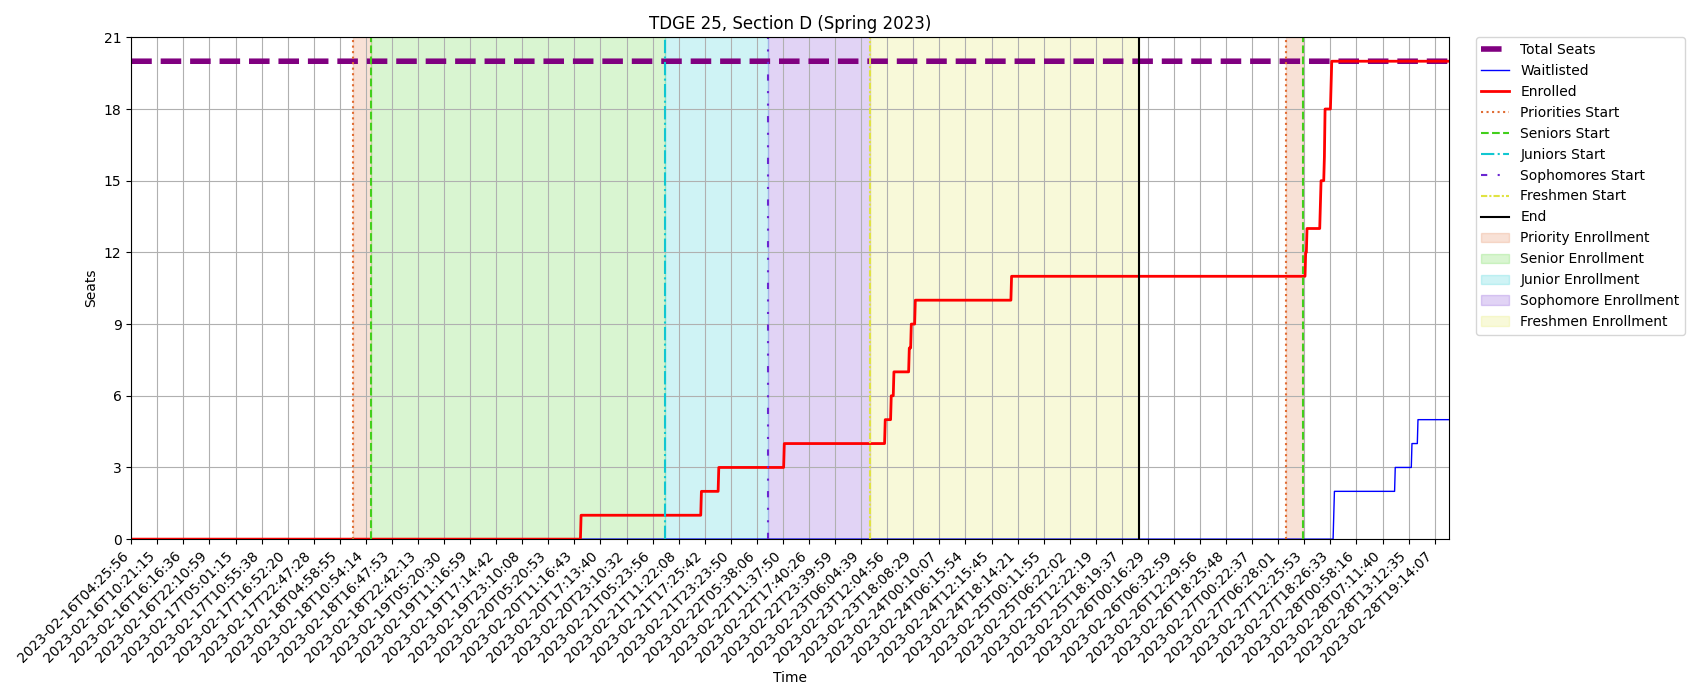 TDGE 25, Section D (Spring 2023)
21
18
15
12
9
6
3
0
Seats
2023-02-16T04:25:56
2023-02-16T10:21:15
2023-02-16T16:16:36
2023-02-16T22:10:59
2023-02-17T05:01:15
2023-02-17T10:55:38
2023-02-17T16:52:20
2023-02-17T22:47:28
2023-02-18T04:58:55
2023-02-18T10:54:14
2023-02-18T16:47:53
2023-02-18T22:42:13
2023-02-19T05:20:30
2023-02-19T11:16:59
2023-02-19T17:14:42
2023-02-19T23:10:08
2023-02-20T05:20:53
2023-02-20T11:16:43
2023-02-20T17:13:40
2023-02-20T23:10:32
2023-02-21T05:23:56
2023-02-21T11:22:08
2023-02-21T17:25:42
2023-02-21T23:23:50
2023-02-22T05:38:06
2023-02-22T11:37:50
2023-02-22T17:40:26
2023-02-22T23:39:59
2023-02-23T06:04:39
2023-02-23T12:04:56
2023-02-23T18:08:29
2023-02-24T00:10:07
2023-02-24T06:15:54
2023-02-24T12:15:45
2023-02-24T18:14:21
2023-02-25T00:11:55
2023-02-25T06:22:02
2023-02-25T12:22:19
2023-02-25T18:19:37
2023-02-26T00:16:29
2023-02-26T06:32:59
2023-02-26T12:29:56
2023-02-26T18:25:48
2023-02-27T00:22:37
2023-02-27T06:28:01
2023-02-27T12:25:53
2023-02-27T18:26:33
2023-02-28T00:58:16
2023-02-28T07:11:40
2023-02-28T13:12:35
2023-02-28T19:14:07
Time
Total Seats
Waitlisted
Enrolled
Priorities Start
Seniors Start
Juniors Start
Sophomores Start
Freshmen Start
End
Priority Enrollment
Senior Enrollment
Junior Enrollment
Sophomore Enrollment
Freshmen Enrollment